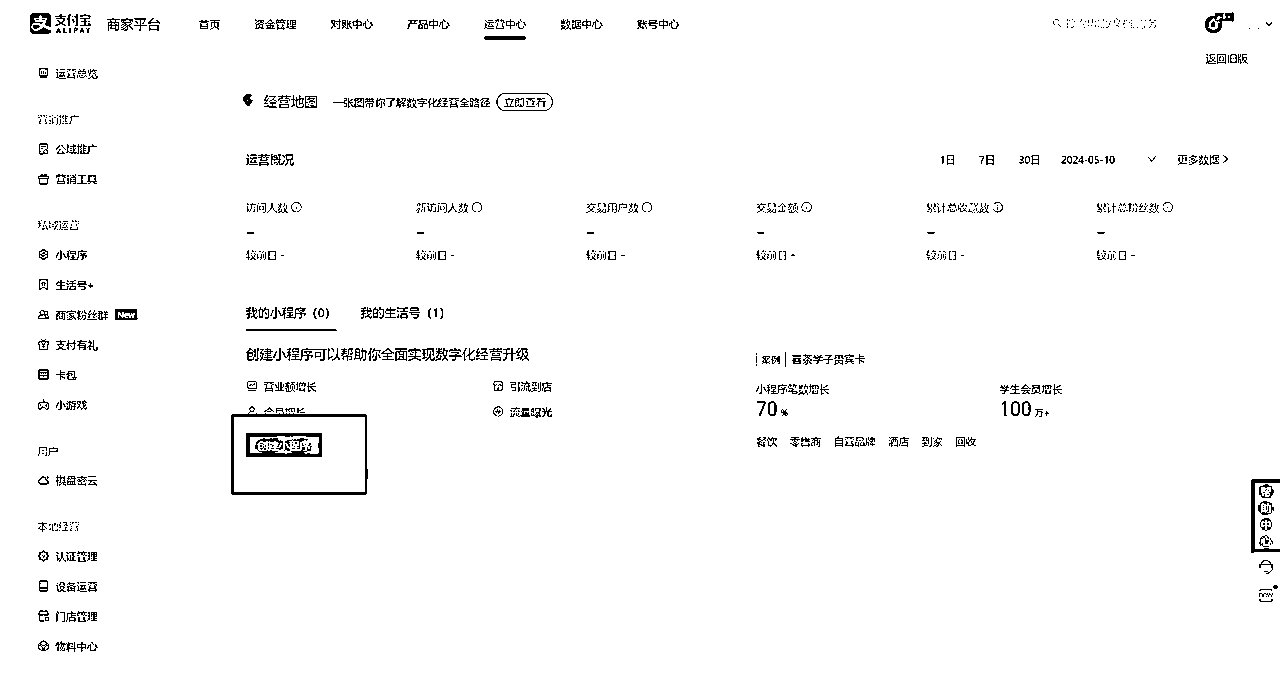 支付宝 ALIPAY 商家平台 首页 资金管理 对账中心 产品中心 运营中心 数据中心 账号中心
返回旧版
运营总览
营销推广
公域推广
营销工具
私域运营
小程序
生活号+
商家粉丝群 New
支付有礼
卡包
小游戏
用户
棋盘密云
本地经营
认证管理
设备运营
门店管理
物料中心
经营地图 一张图带你了解数字化经营全路径 立即查看
运营概况 1日 7日 30日 2024-05-10 更多数据 >
访问人数 新访问人数 交易用户数 交易金额 累计总收款数 累计总粉丝数
– – – – – –
较前日 - 较前日 - 较前日 - 较前日 - 较前日 - 较前日 -
我的小程序 (0) 我的生活号 (1)
创建小程序可以帮助你全面实现数字化经营升级
营业额增长 引流到店
会员增长 流量曝光
创建小程序
案例 喜茶学子贵宾卡
小程序笔数增长 学生会员增长
70 % 100 万+
餐饮 零售商 自营品牌 酒店 到家 回收
new